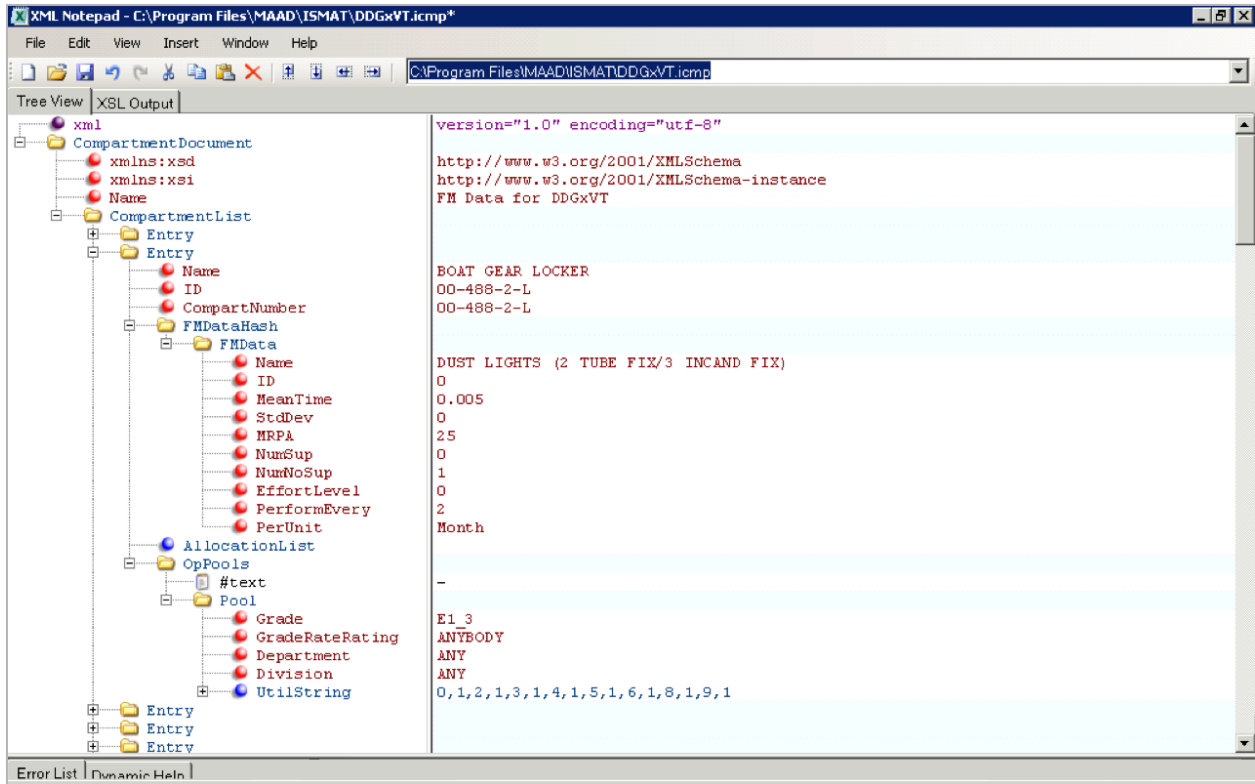 XML Notepad - C:\Program Files\MAAD\ISMAT\DDGxVT.icmp*
File Edit View Insert Window Help
C:\Program Files\MAAD\ISMAT\DDGxVT.icmp
Tree View XSL Output
xml version="1.0" encoding="utf-8"
CompartmentDocument
xmlns:xsd http://www.w3.org/2001/XMLSchema
xmlns:xsi http://www.w3.org/2001/XMLSchema-instance
Name FM Data for DDGxVT
CompartmentList
Entry
Entry
Name BOAT GEAR LOCKER
ID 00-488-2-L
CompartNumber 00-488-2-L
FMDataHash
FMData
Name DUST LIGHTS (2 TUBE FIX/3 INCAND FIX)
ID 0
MeanTime 0.005
StdDev 0
MRPA 25
NumSup 0
NumNoSup 1
EffortLevel 0
PerformEvery 2
PerUnit Month
AllocationList
OpPools
#text -
Pool
Grade E1_3
GradeRateRating ANYBODY
Department ANY
Division ANY
UtilString 0,1,2,1,3,1,4,1,5,1,6,1,8,1,9,1
Entry
Entry
Entry
Error List Dynamic Help